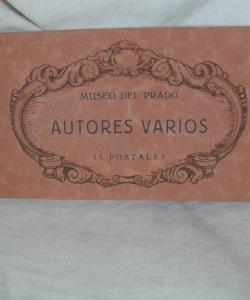 MUSEO DEL PRADO
AUTORES VARIOS
15 POSTALES